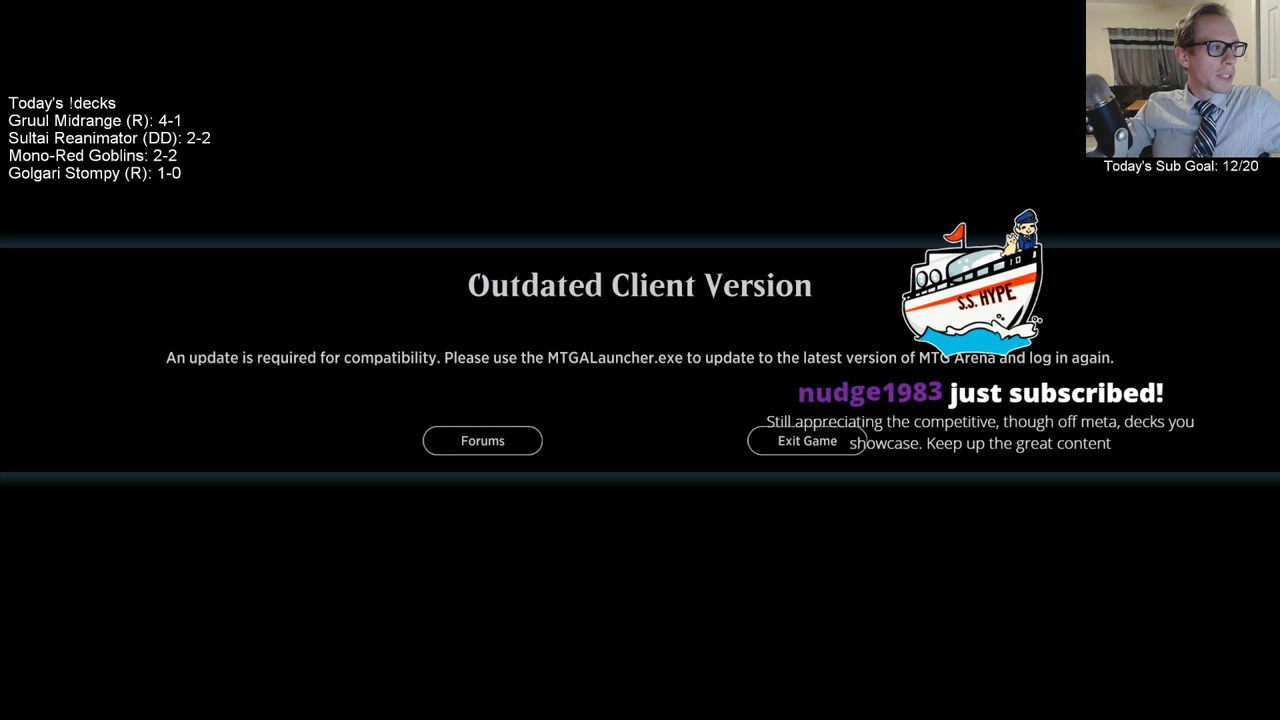 Today's !decks
Gruul Midrange (R): 4-1
Sultai Reanimator (DD): 2-2
Mono-Red Goblins: 2-2
Golgari Stompy (R): 1-0
Today's Sub Goal: 12/20
Outdated Client Version
S.S. HYPE
An update is required for compatibility. Please use the MTGALauncher.exe to update to the latest version of MTG Arena and log in again.
nudge1983 just subscribed!
Still appreciating the competitive, though off meta, decks you
showcase. Keep up the great content
Forums
Exit Game